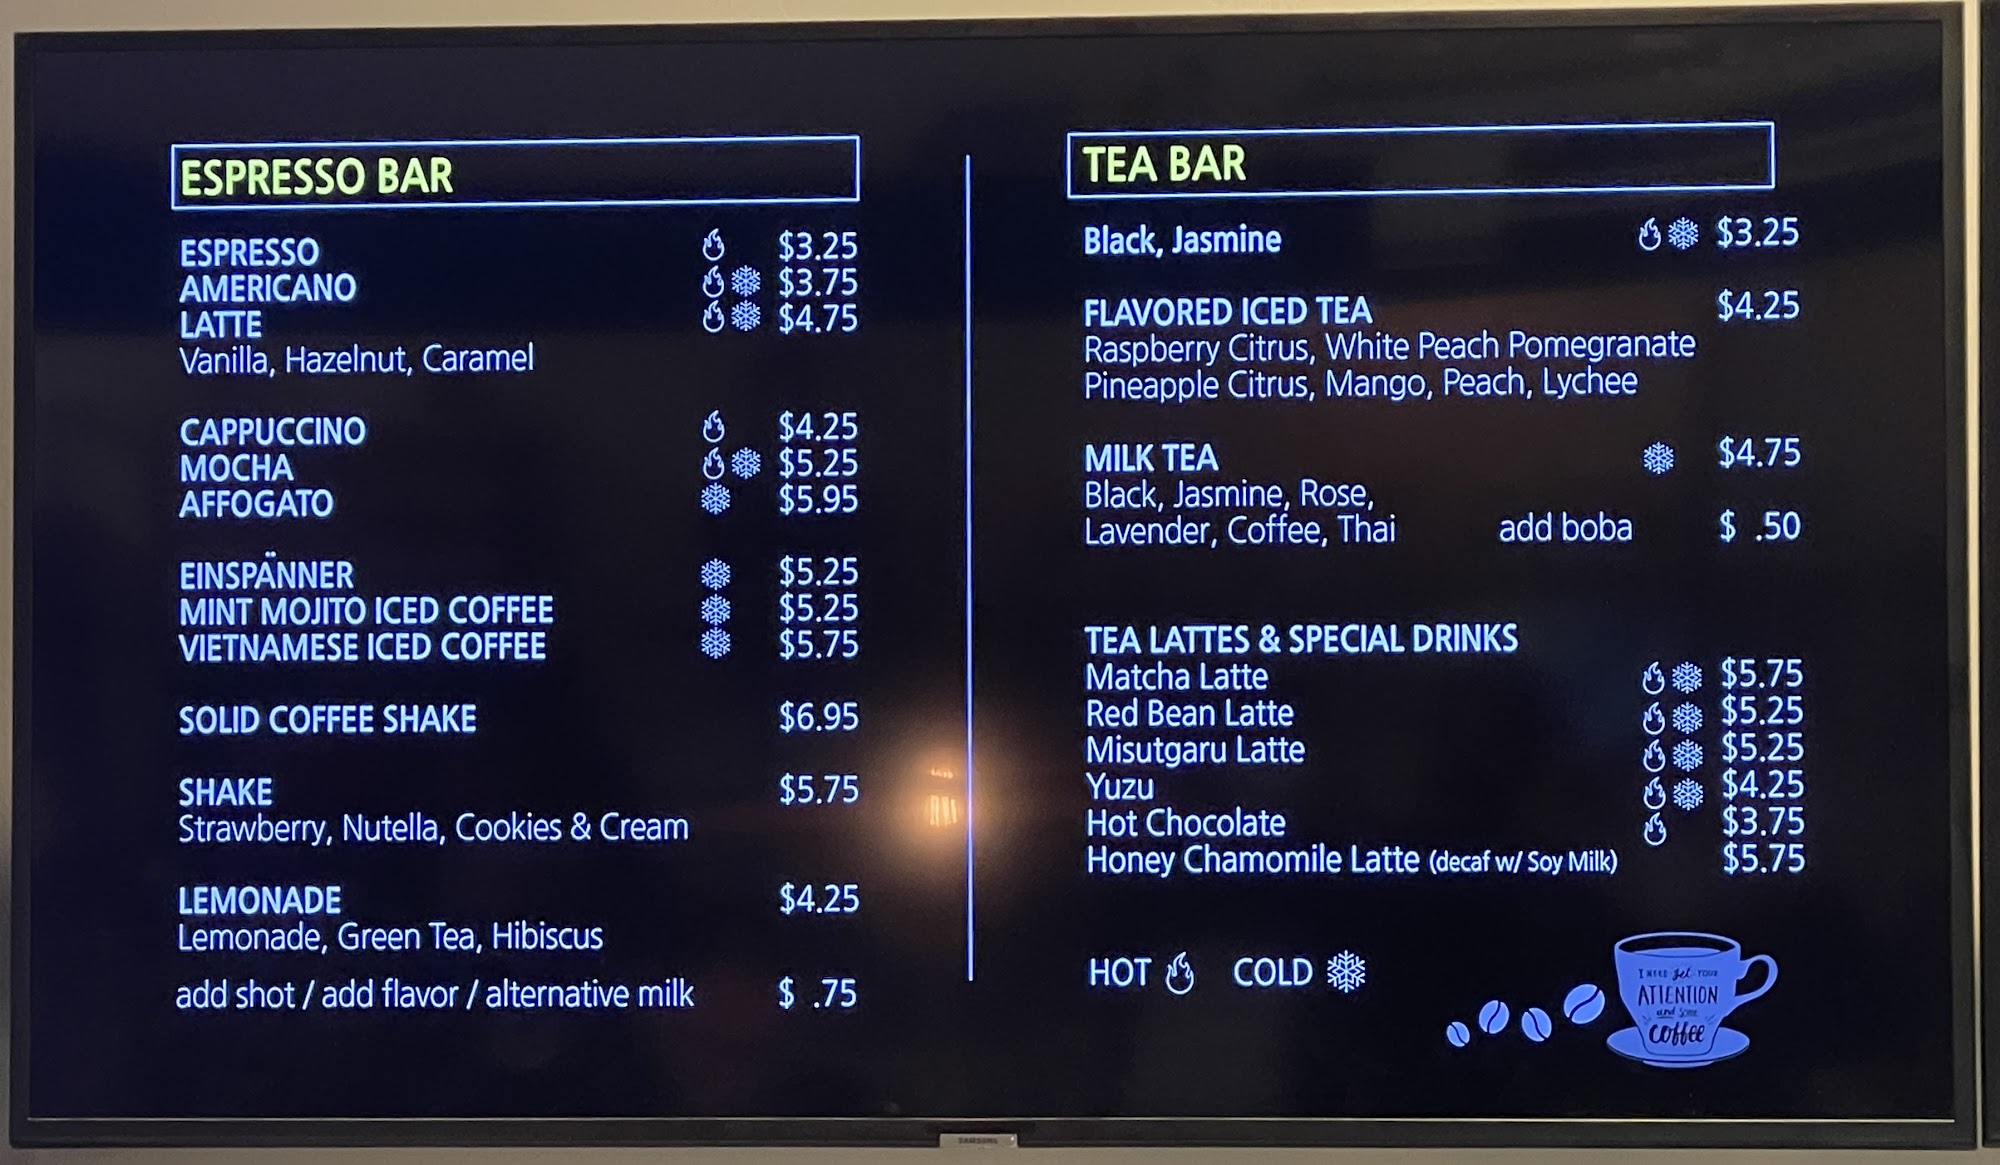 ESPRESSO BAR
ESPRESSO $3.25
AMERICANO $3.75
LATTE $4.75
Vanilla, Hazelnut, Caramel
CAPPUCCINO $4.25
MOCHA $5.25
AFFOGATO $5.95
EINSPÄNNER $5.25
MINT MOJITO ICED COFFEE $5.25
VIETNAMESE ICED COFFEE $5.75
SOLID COFFEE SHAKE $6.95
SHAKE $5.75
Strawberry, Nutella, Cookies & Cream
LEMONADE $4.25
Lemonade, Green Tea, Hibiscus
add shot / add flavor / alternative milk $ .75
TEA BAR
Black, Jasmine $3.25
FLAVORED ICED TEA $4.25
Raspberry Citrus, White Peach Pomegranate
Pineapple Citrus, Mango, Peach, Lychee
MILK TEA $4.75
Black, Jasmine, Rose,
Lavender, Coffee, Thai add boba $ .50
TEA LATTES & SPECIAL DRINKS
Matcha Latte $5.75
Red Bean Latte $5.25
Misutgaru Latte $5.25
Yuzu $4.25
Hot Chocolate $3.75
Honey Chamomile Latte (decaf w/ Soy Milk) $5.75
HOT COLD
I NEED YOUR
ATTENTION
and some
coffee
SAMSUNG